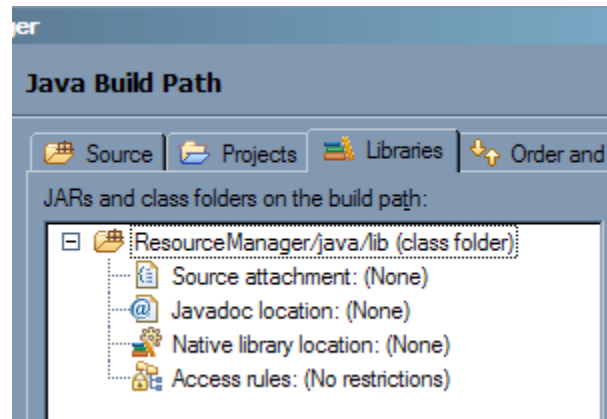 ger
Java Build Path
Source Projects Libraries Order and
JARs and class folders on the build path:
ResourceManager/java/lib (class folder)
Source attachment: (None)
Javadoc location: (None)
Native library location: (None)
Access rules: (No restrictions)